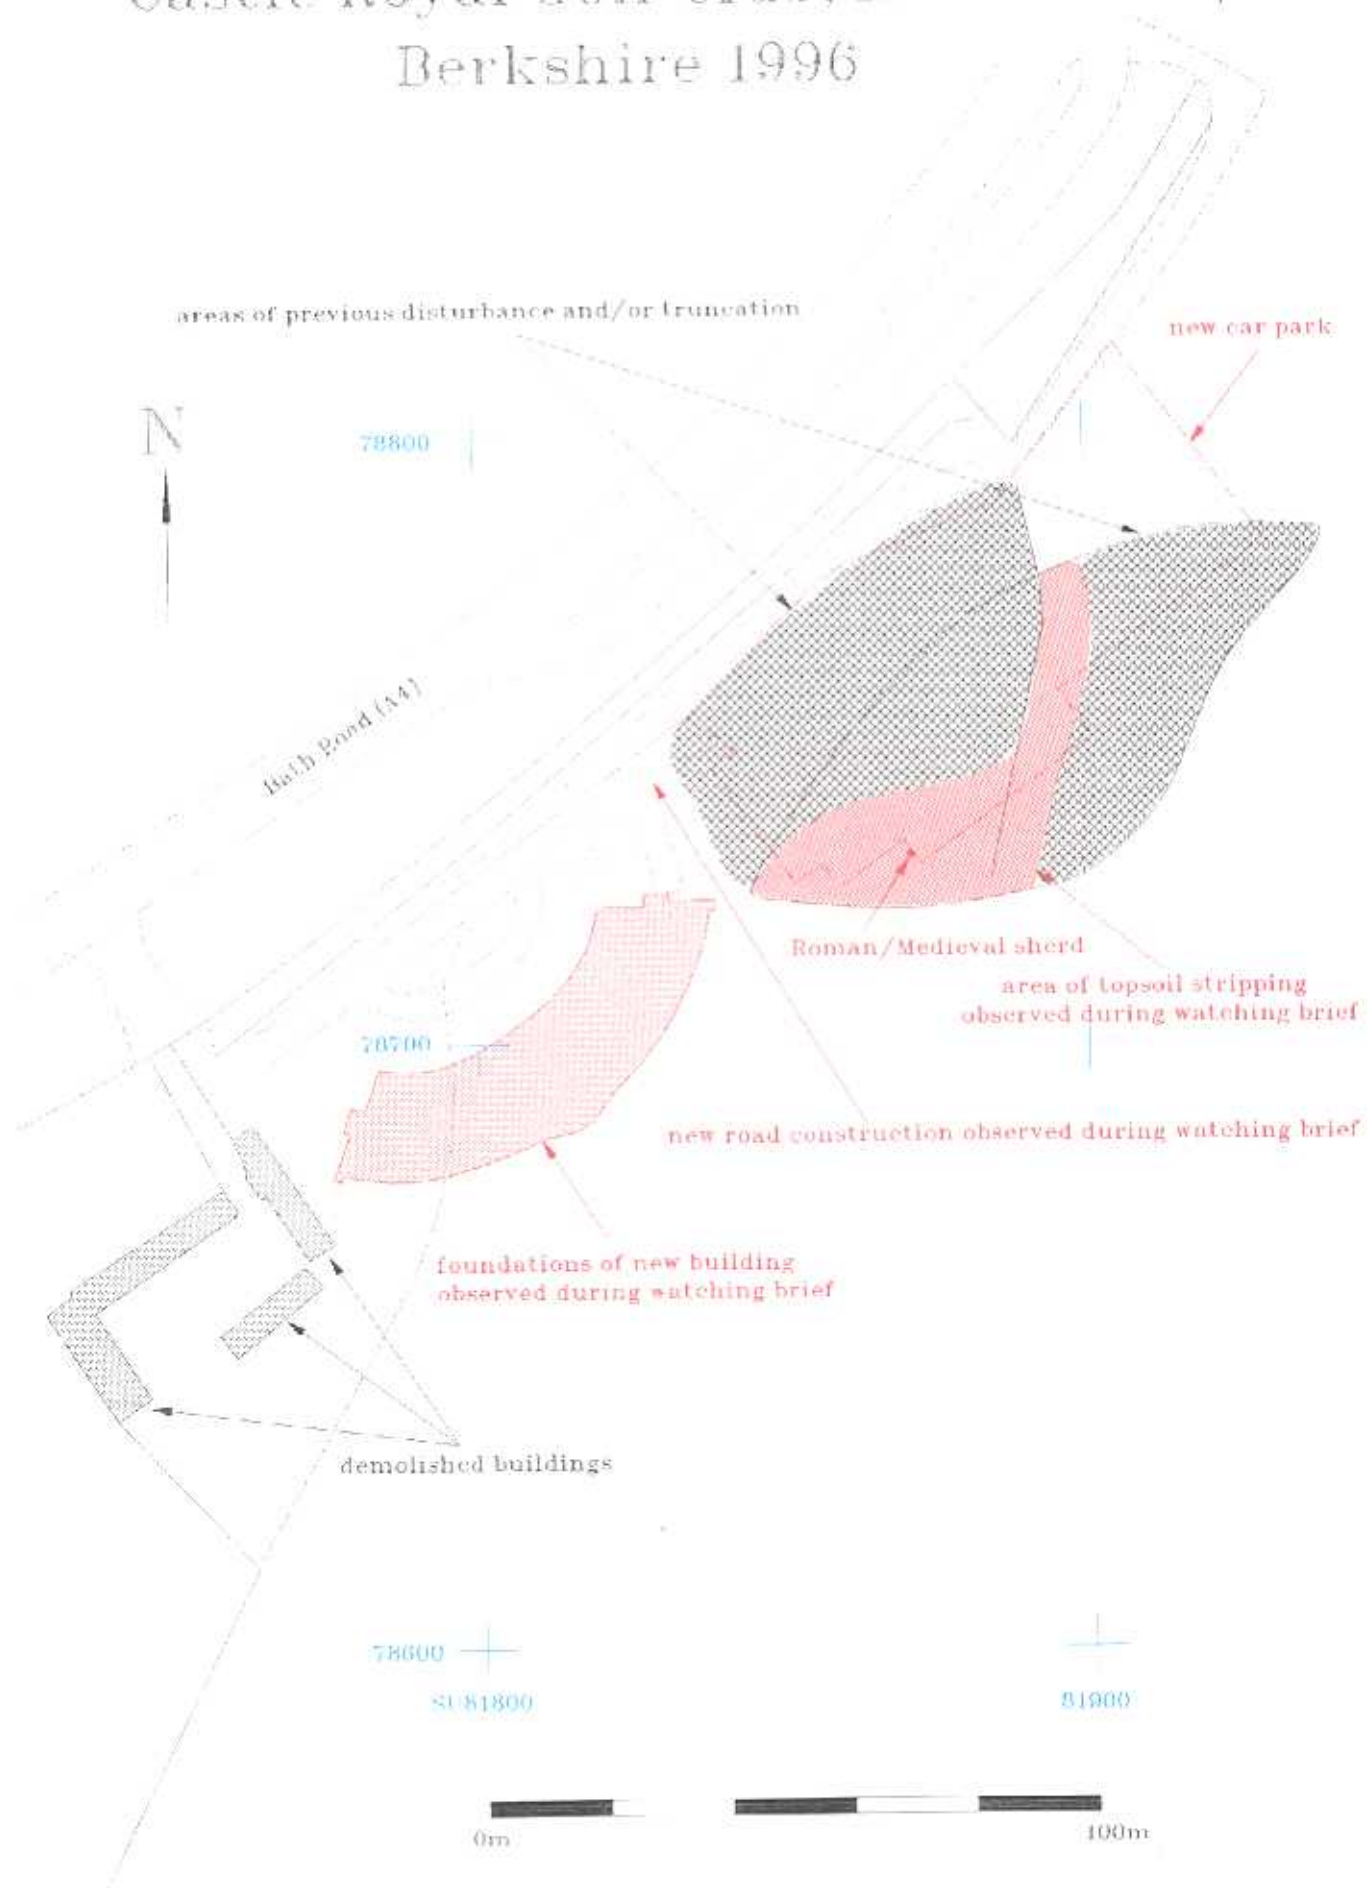 Royal
Berkshire 1996
areas of previous disturbance and/or truncation
new car park
N
78800
Bath Road (A4)
Roman/Medieval sherd
area of topsoil stripping
observed during watching brief
78700
new road construction observed during watching brief
foundations of new building
observed during watching brief
demolished buildings
78600
SU81800
81900
0m
100m